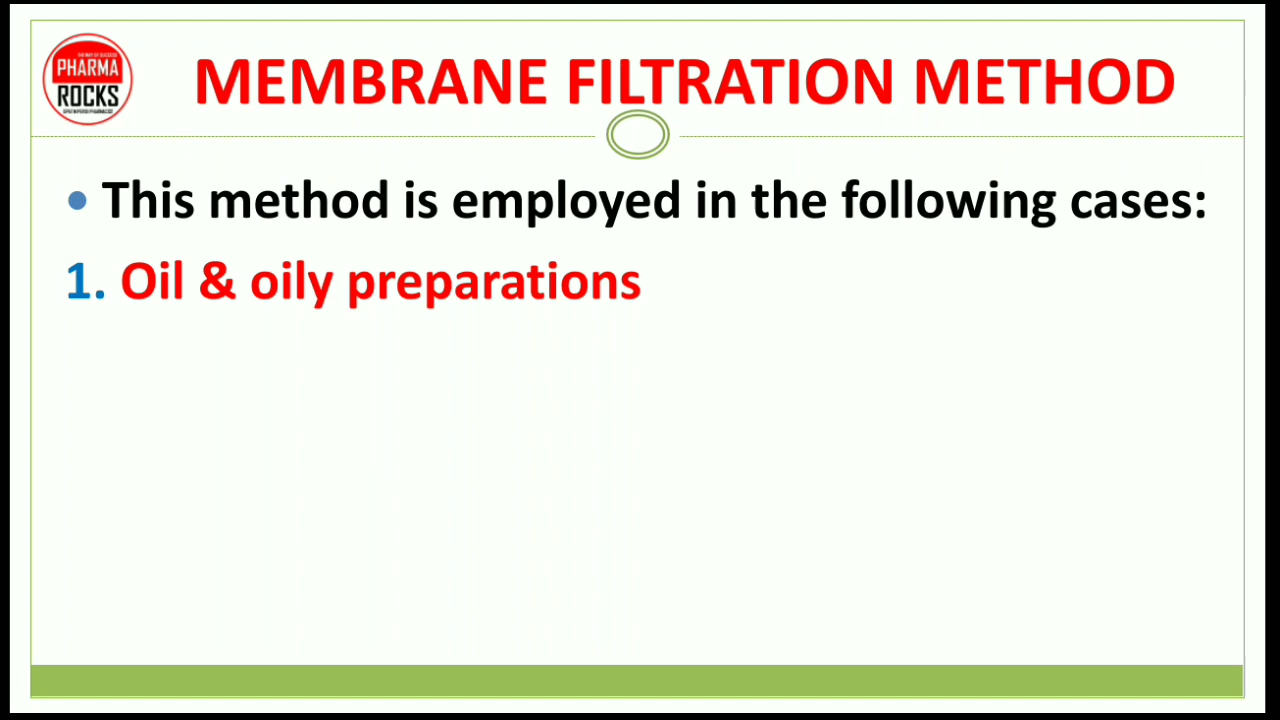 PHARMA
ROCKS
MEMBRANE FILTRATION METHOD
• This method is employed in the following cases:
1. Oil & oily preparations